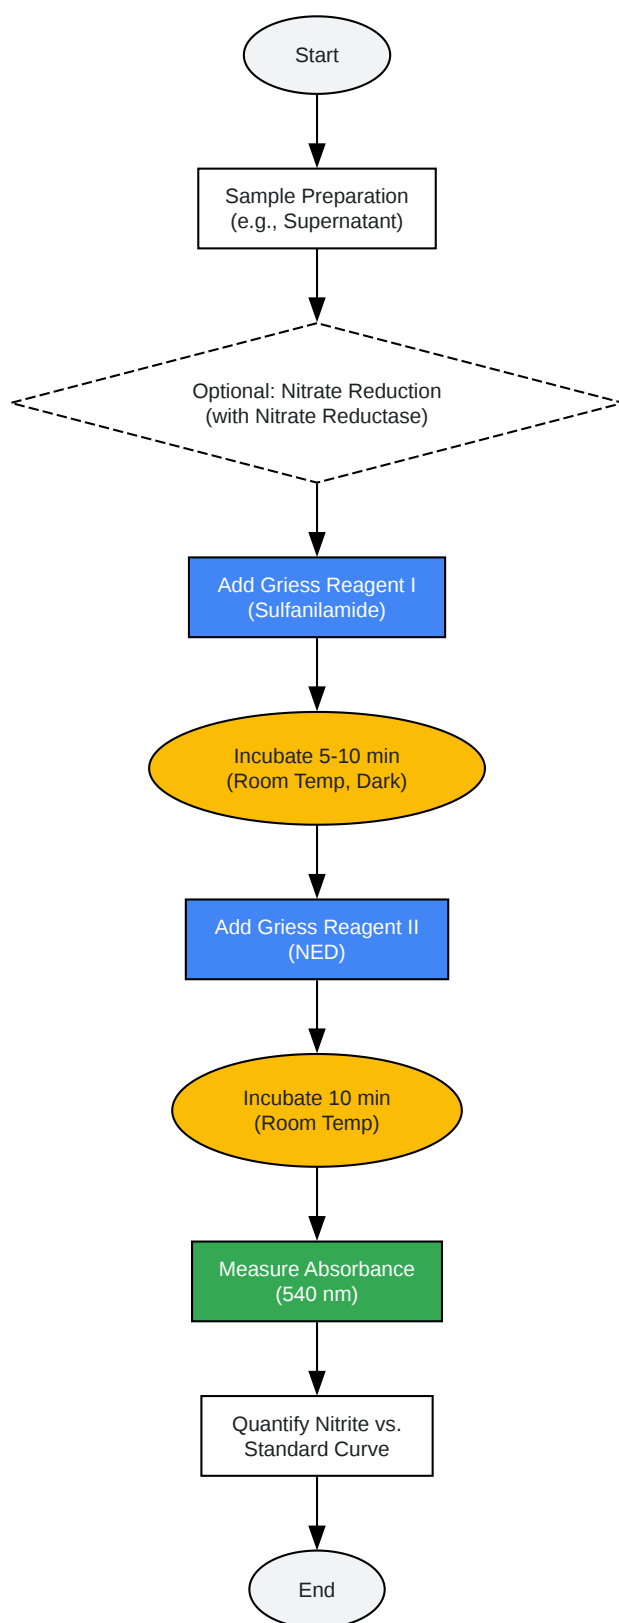 Start
Sample Preparation
(e.g., Supernatant)
Optional: Nitrate Reduction
(with Nitrate Reductase)
Add Griess Reagent I
(Sulfanilamide)
Incubate 5-10 min
(Room Temp, Dark)
Add Griess Reagent II
(NED)
Incubate 10 min
(Room Temp)
Measure Absorbance
(540 nm)
Quantify Nitrite vs.
Standard Curve
End